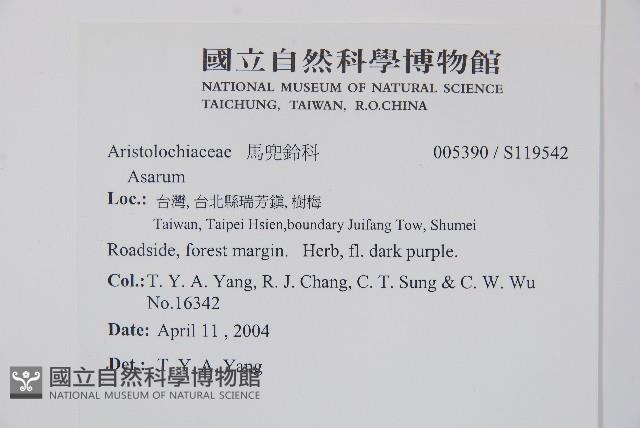 國立自然科學博物館
NATIONAL MUSEUM OF NATURAL SCIENCE
TAICHUNG, TAIWAN, R.O.CHINA
Aristolochiaceae 馬兜鈴科 005390 / S119542
Asarum
Loc.: 台灣, 台北縣瑞芳鎮, 樹梅
Taiwan, Taipei Hsien,boundary Juifang Tow, Shumei
Roadside, forest margin. Herb, fl. dark purple.
Col.: T. Y. A. Yang, R. J. Chang, C. T. Sung & C. W. Wu
No.16342
Date: April 11 , 2004
Det.: T. Y. A. Yang
國立自然科學博物館
NATIONAL MUSEUM OF NATURAL SCIENCE